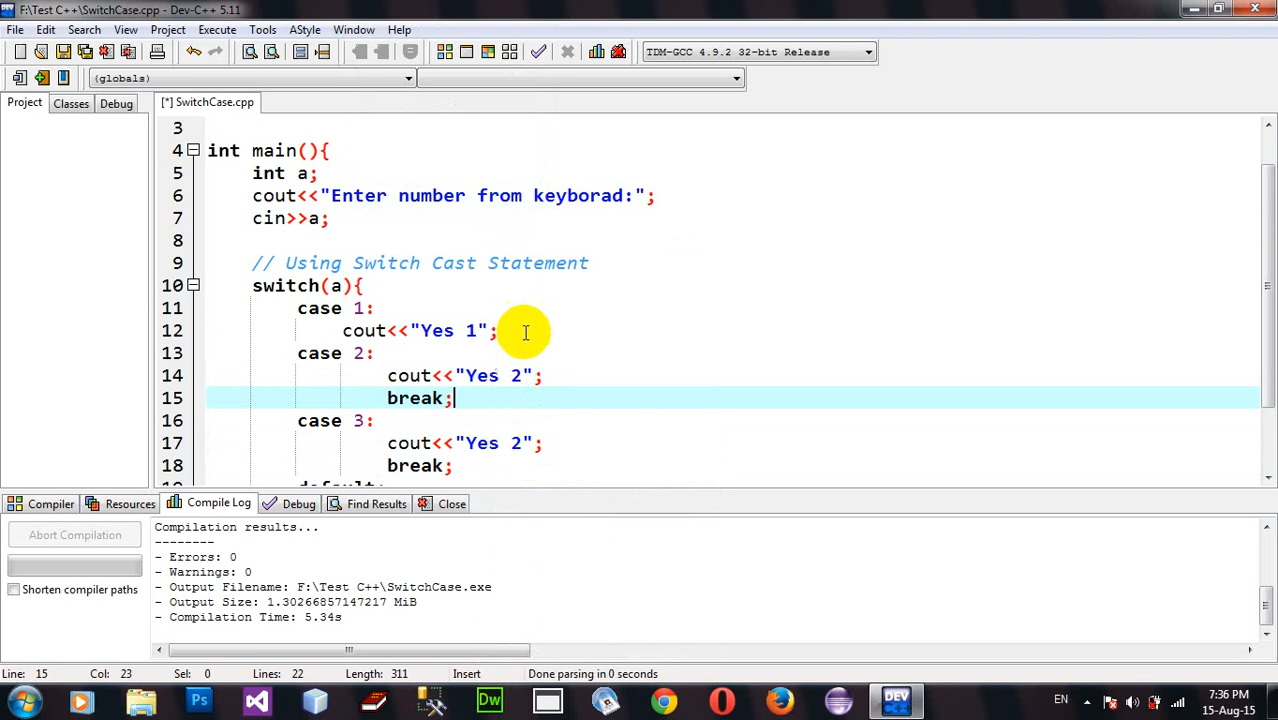 F:\Test C++\SwitchCase.cpp - Dev-C++ 5.11
File Edit Search View Project Execute Tools AStyle Window Help
TDM-GCC 4.9.2 32-bit Release
(globals)
Project Classes Debug [*] SwitchCase.cpp
3
4 int main(){
5 int a;
6 cout<<"Enter number from keyborad:";
7 cin>>a;
8
9 // Using Switch Cast Statement
10 switch(a){
11 case 1:
12 cout<<"Yes 1";
13 case 2:
14 cout<<"Yes 2";
15 break;
16 case 3:
17 cout<<"Yes 2";
18 break;
19 default:
Compiler Resources Compile Log Debug Find Results Close
Abort Compilation
Shorten compiler paths
Compilation results...
--------
- Errors: 0
- Warnings: 0
- Output Filename: F:\Test C++\SwitchCase.exe
- Output Size: 1.30266857147217 MiB
- Compilation Time: 5.34s
Line: 15 Col: 23 Sel: 0 Lines: 22 Length: 311 Insert Done parsing in 0 seconds
Ps Dw DEV EN 7:36 PM
15-Aug-15